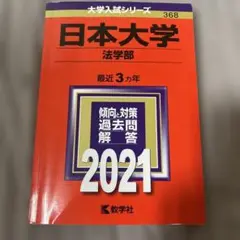 大学入試シリーズ
368
日本大学
法学部
最近3カ年
傾向と対策
過去問
解答
2021
教学社